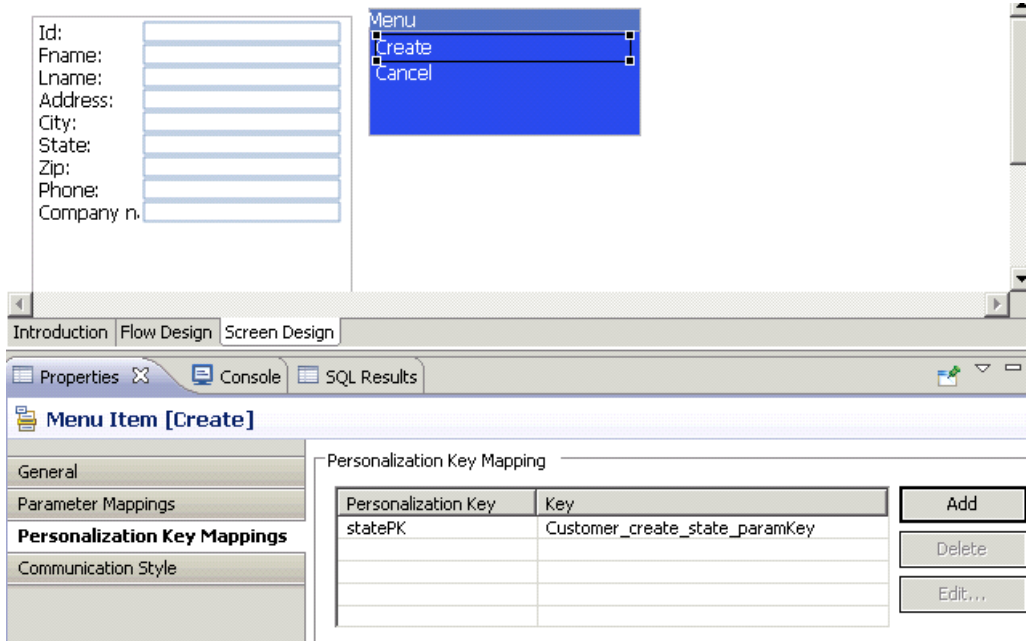 Id:
Fname:
Lname:
Address:
City:
State:
Zip:
Phone:
Company n
Menu
Create
Cancel
Introduction Flow Design Screen Design
Properties Console SQL Results
Menu Item [Create]
General
Parameter Mappings
Personalization Key Mappings
Communication Style
Personalization Key Mapping
Personalization Key Key
statePK Customer_create_state_paramKey
Add
Delete
Edit...